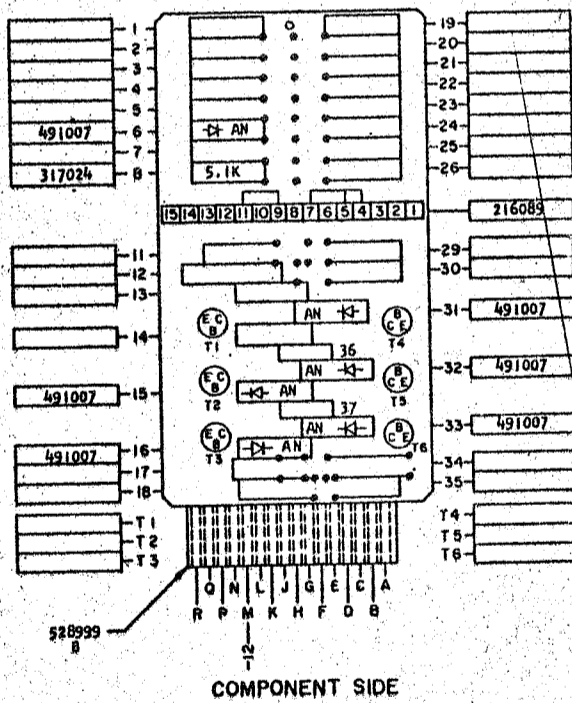 1
2
3
4
5
491007 6 AN
7
317024 8 5.1K
19
20
21
22
23
24
25
26
15 14 13 12 11 10 9 8 7 6 5 4 3 2 1
216089
11
12
13
14
491007 15
491007 16
17
18
29
30
31 491007
32 491007
33 491007
34
35
AN
E C B T1
B C E T4
36
AN
E C B T2
AN
B C E T5
37
AN
E C B T3
AN
B C E T6
T1
T2
T3
T4
T5
T6
R Q P N M L K J H G F E D C B A
528999
B
-12
COMPONENT SIDE